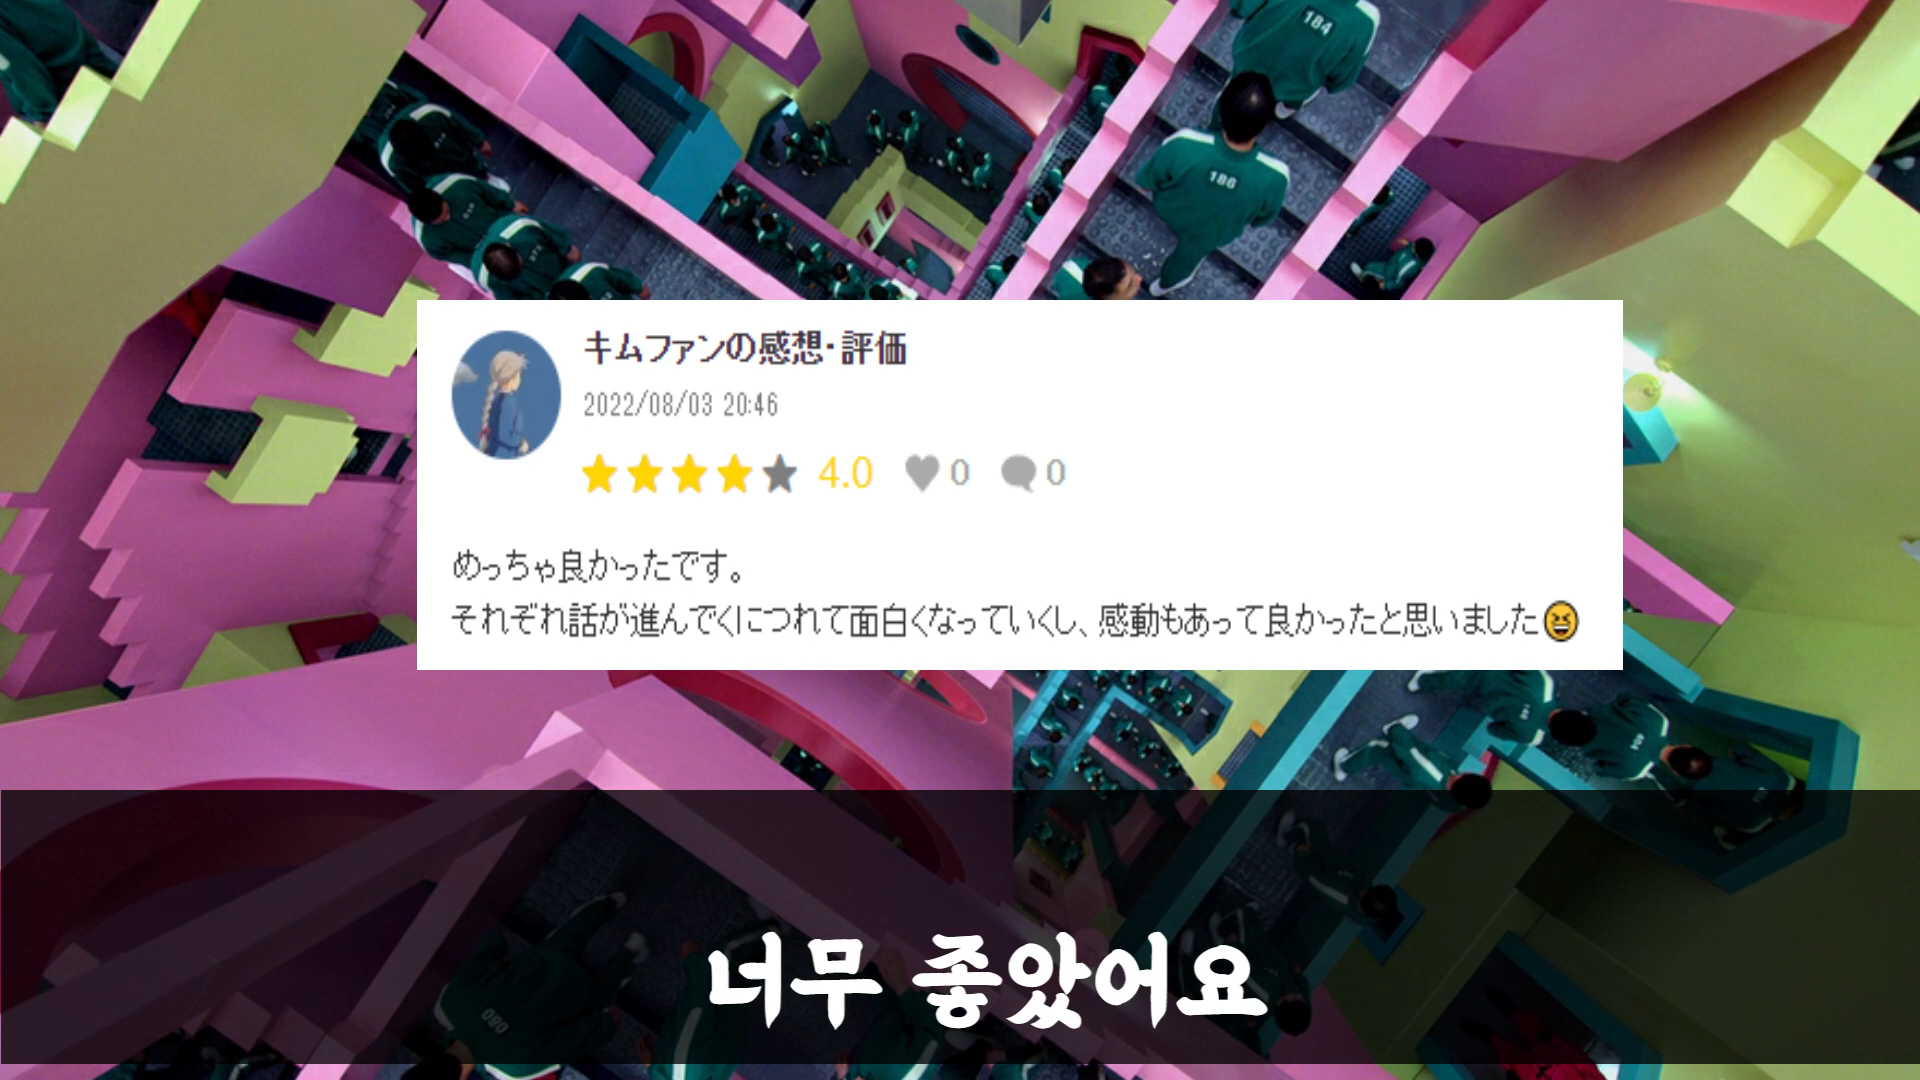 184
186
キムファンの感想・評価
2022/08/03 20:46
4.0 0 0
めっちゃ良かったです。
それぞれ話が進んでくにつれて面白くなっていくし、感動もあって良かったと思いました😆
너무 좋았어요
080